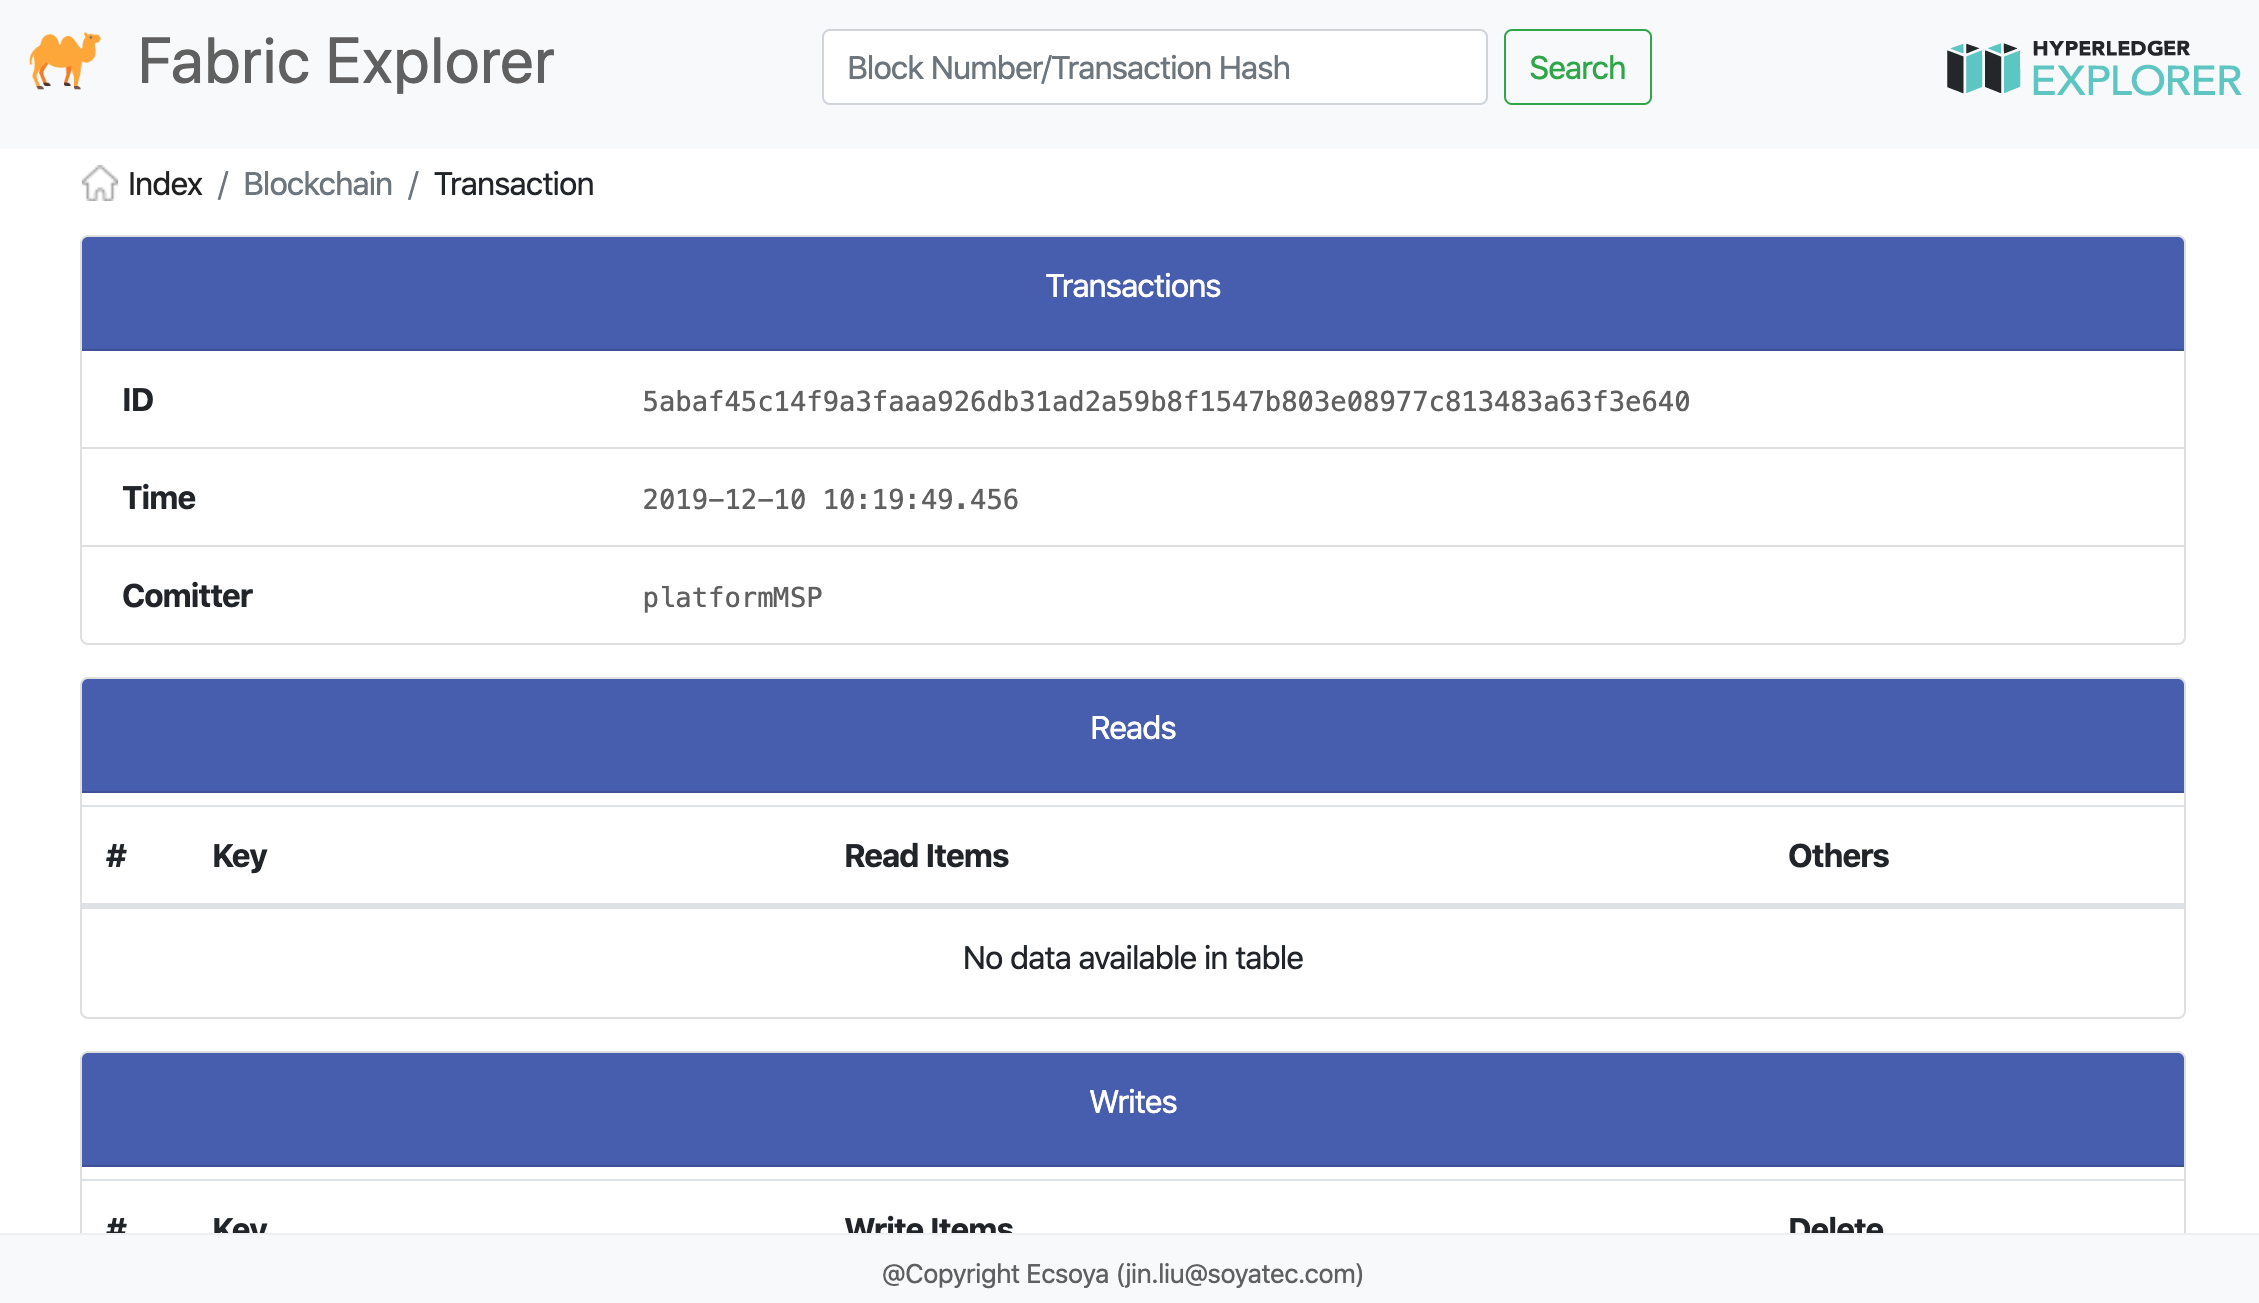 Fabric Explorer
Block Number/Transaction Hash
Search
HYPERLEDGER
EXPLORER
Index / Blockchain / Transaction
Transactions
ID 5abaf45c14f9a3faaa926db31ad2a59b8f1547b803e08977c813483a63f3e640
Time 2019-12-10 10:19:49.456
Comitter platformMSP
Reads
# Key Read Items Others
No data available in table
Writes
# Key Write Items Delete
@Copyright Ecsoya (jin.liu@soyatec.com)